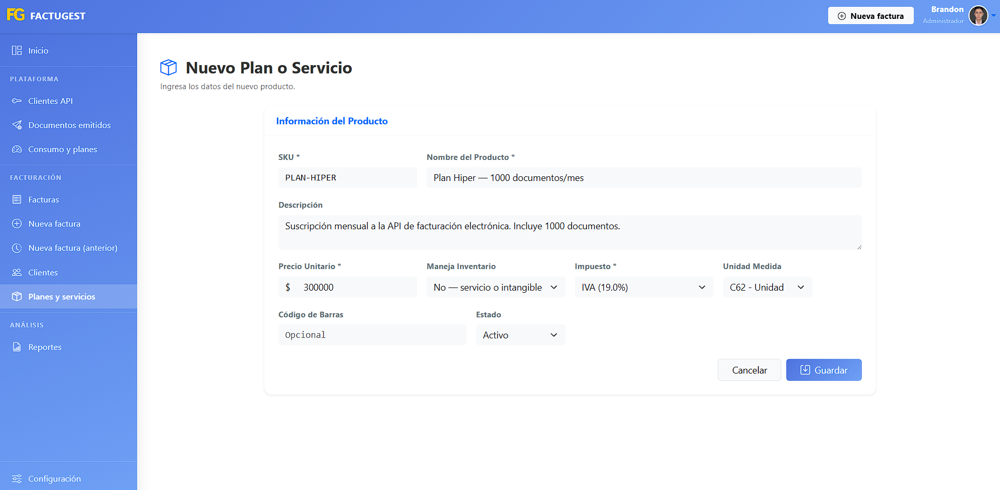 FG FACTUGEST
Nueva factura
Brandon
Administrador
Inicio
PLATAFORMA
Clientes API
Documentos emitidos
Consumo y planes
FACTURACIÓN
Facturas
Nueva factura
Nueva factura (anterior)
Clientes
Planes y servicios
ANÁLISIS
Reportes
Configuración
Nuevo Plan o Servicio
Ingresa los datos del nuevo producto.
Información del Producto
SKU * Nombre del Producto *
PLAN-HIPER Plan Hiper — 1000 documentos/mes
Descripción
Suscripción mensual a la API de facturación electrónica. Incluye 1000 documentos.
Precio Unitario * Maneja Inventario Impuesto * Unidad Medida
$ 300000 No — servicio o intangible IVA (19.0%) C62 - Unidad
Código de Barras Estado
Opcional Activo
Cancelar Guardar